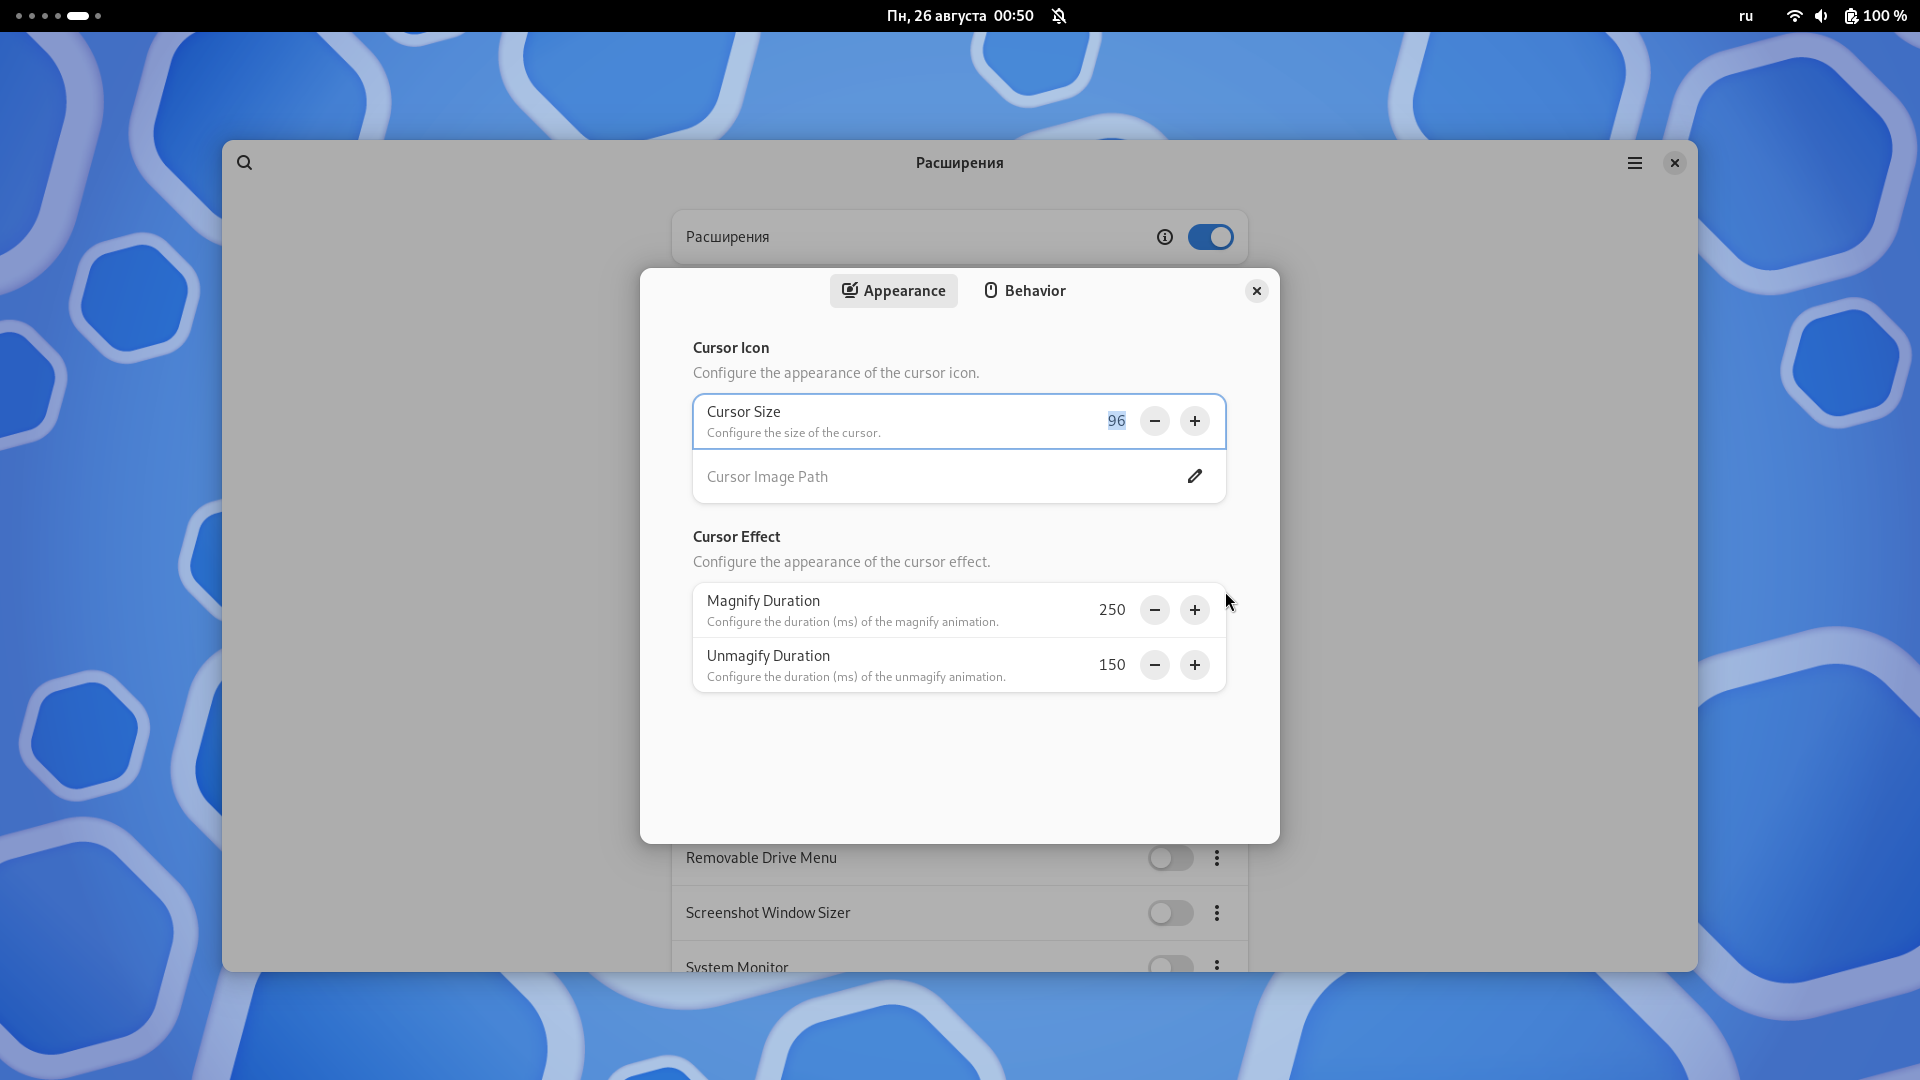 Пн, 26 августа 00:50
ru
100 %
Расширения
Расширения
Appearance
Behavior
Cursor Icon
Configure the appearance of the cursor icon.
Cursor Size
96
Configure the size of the cursor.
Cursor Image Path
Cursor Effect
Configure the appearance of the cursor effect.
Magnify Duration
250
Configure the duration (ms) of the magnify animation.
Unmagify Duration
150
Configure the duration (ms) of the unmagify animation.
Removable Drive Menu
Screenshot Window Sizer
System Monitor